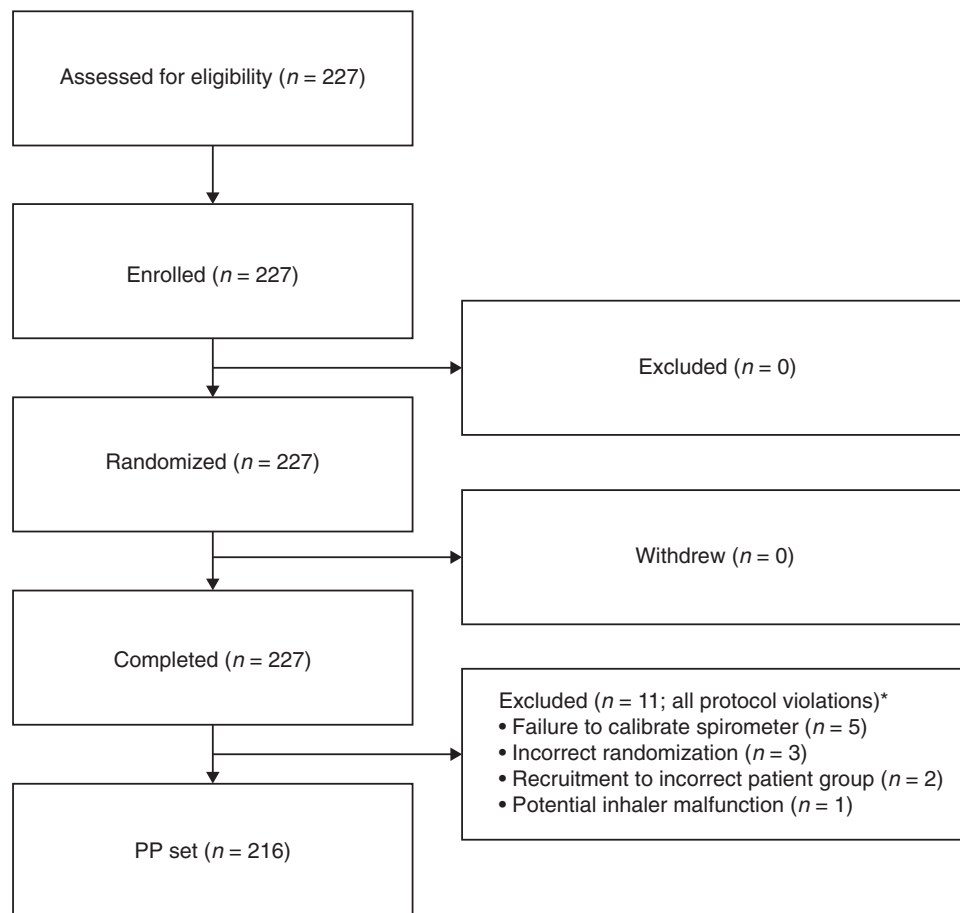 Assessed for eligibility (n = 227)
Enrolled (n = 227)
Excluded (n = 0)
Randomized (n = 227)
Withdrew (n = 0)
Completed (n = 227)
Excluded (n = 11; all protocol violations)*
• Failure to calibrate spirometer (n = 5)
• Incorrect randomization (n = 3)
• Recruitment to incorrect patient group (n = 2)
• Potential inhaler malfunction (n = 1)
PP set (n = 216)